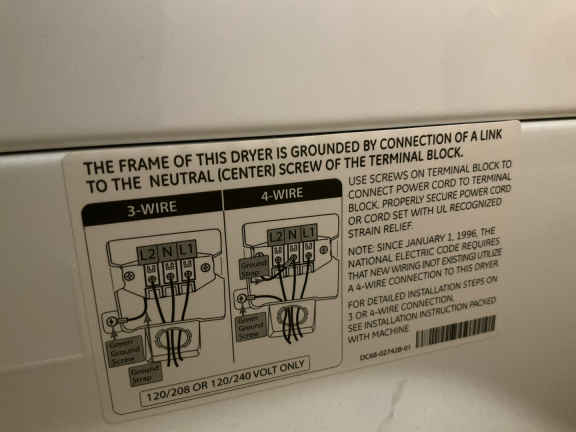 THE FRAME OF THIS DRYER IS GROUNDED BY CONNECTION OF A LINK
TO THE NEUTRAL (CENTER) SCREW OF THE TERMINAL BLOCK.
3-WIRE
L2 N L1
Green
Ground
Screw
Ground
Strap
4-WIRE
L2 N L1
Ground
Strap
Green
Ground
Screw
120/208 OR 120/240 VOLT ONLY
USE SCREWS ON TERMINAL BLOCK TO
CONNECT POWER CORD TO TERMINAL
BLOCK. PROPERLY SECURE POWER CORD
OR CORD SET WITH UL RECOGNIZED
STRAIN RELIEF.
NOTE: SINCE JANUARY 1, 1996, THE
NATIONAL ELECTRIC CODE REQUIRES
THAT NEW WIRING (NOT EXISTING) UTILIZE
A 4-WIRE CONNECTION TO THIS DRYER.
FOR DETAILED INSTALLATION STEPS ON
3 OR 4-WIRE CONNECTION.
SEE INSTALLATION INSTRUCTION PACKED
WITH MACHINE
DC68-02742B-01